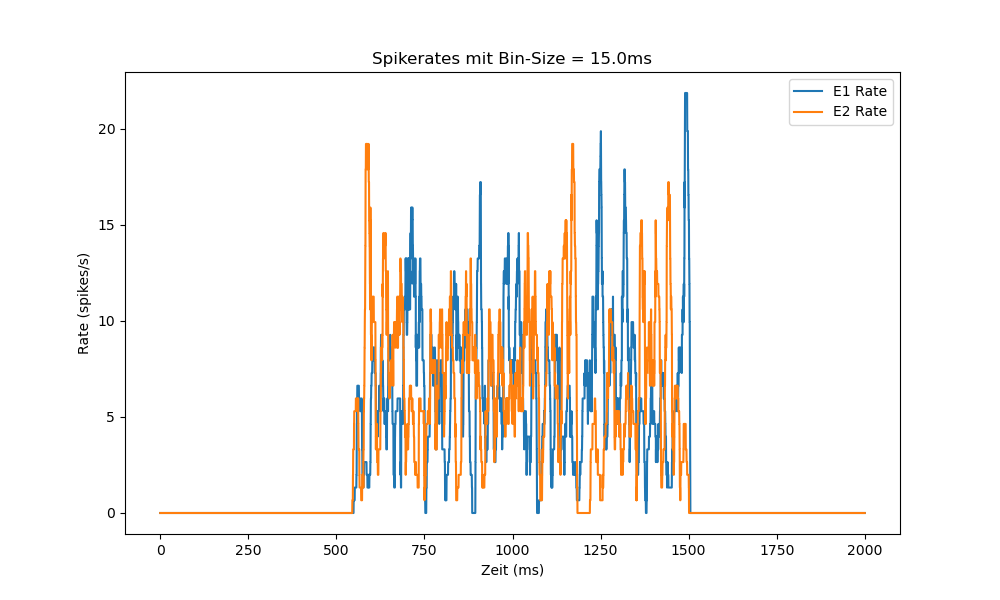 Spikerates mit Bin-Size = 15.0ms
E1 Rate
E2 Rate
Rate (spikes/s)
20
15
10
5
0
0 250 500 750 1000 1250 1500 1750 2000
Zeit (ms)